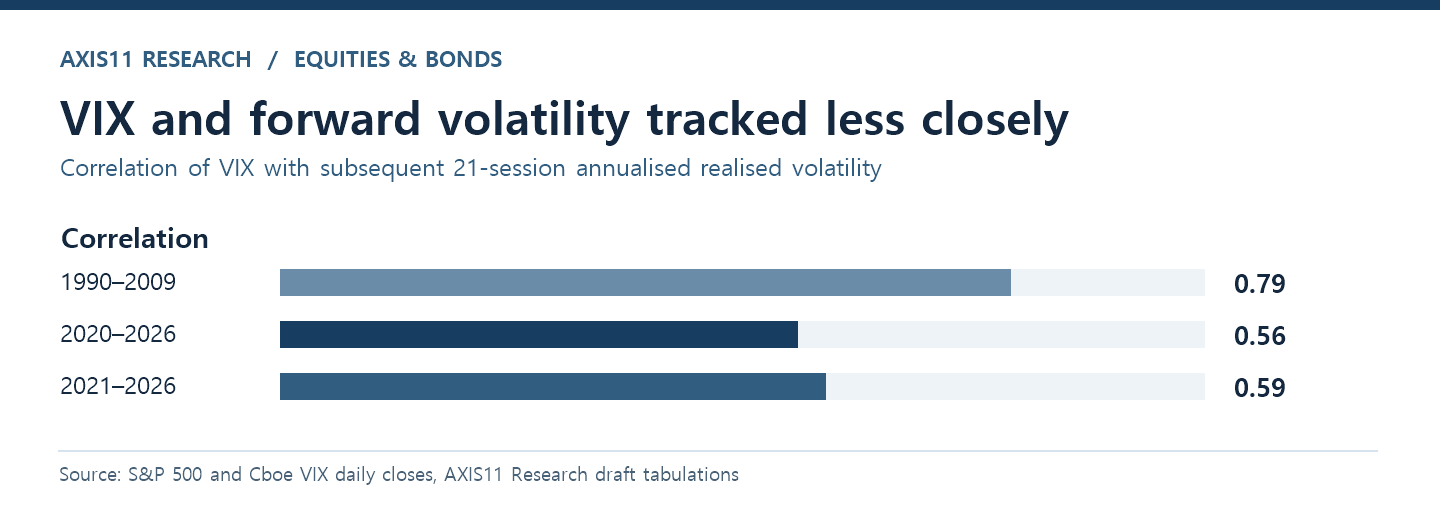 AXIS11 RESEARCH / EQUITIES & BONDS
VIX and forward volatility tracked less closely
Correlation of VIX with subsequent 21-session annualised realised volatility
Correlation
1990–2009 0.79
2020–2026 0.56
2021–2026 0.59
Source: S&P 500 and Cboe VIX daily closes, AXIS11 Research draft tabulations